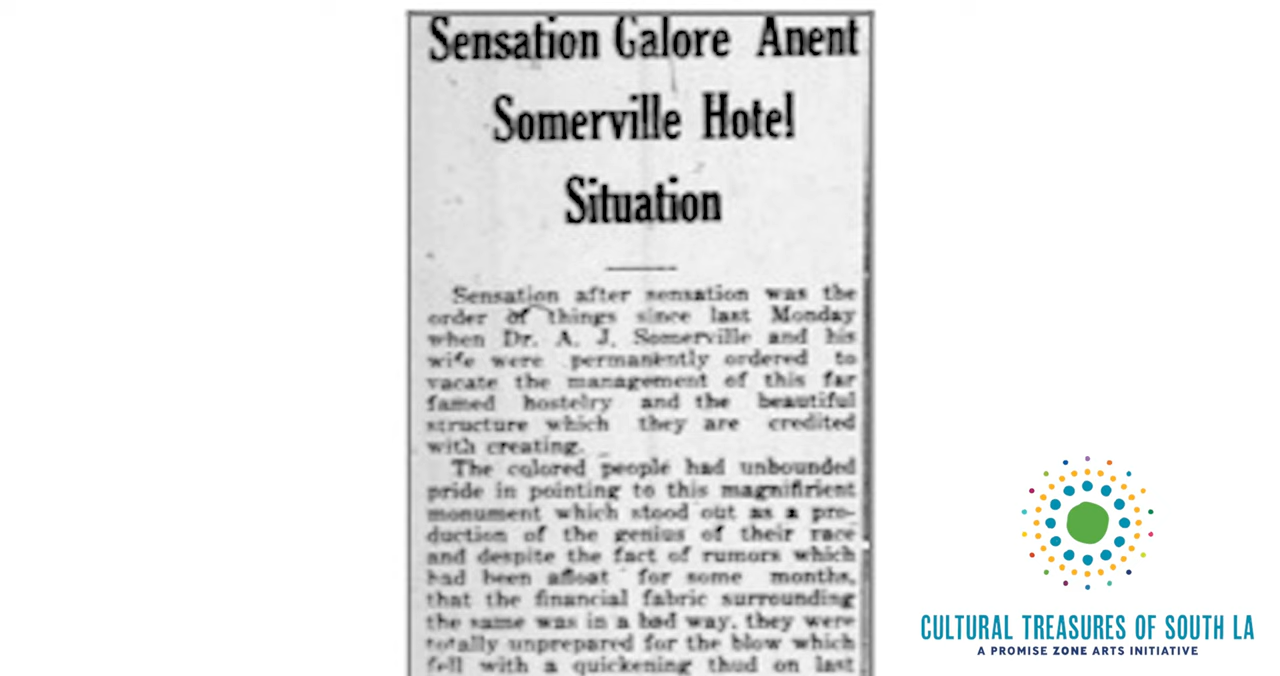 Sensation Galore Anent
Somerville Hotel
Situation
Sensation after sensation was the
order of things since last Monday
when Dr. A. J. Somerville and his
wife were permanently ordered to
vacate the management of this far
famed hostelry and the beautiful
structure which they are credited
with creating.
The colored people had unbounded
pride in pointing to this magnifirient
monument which stood out as a pro-
duction of the genius of their race
and despite the fact of rumors which
had been afloat for some months,
that the financial fabric surrounding
the same was in a bad way, they were
totally unprepared for the blow which
fell with a quickening thud on last
CULTURAL TREASURES OF SOUTH LA
A PROMISE ZONE ARTS INITIATIVE